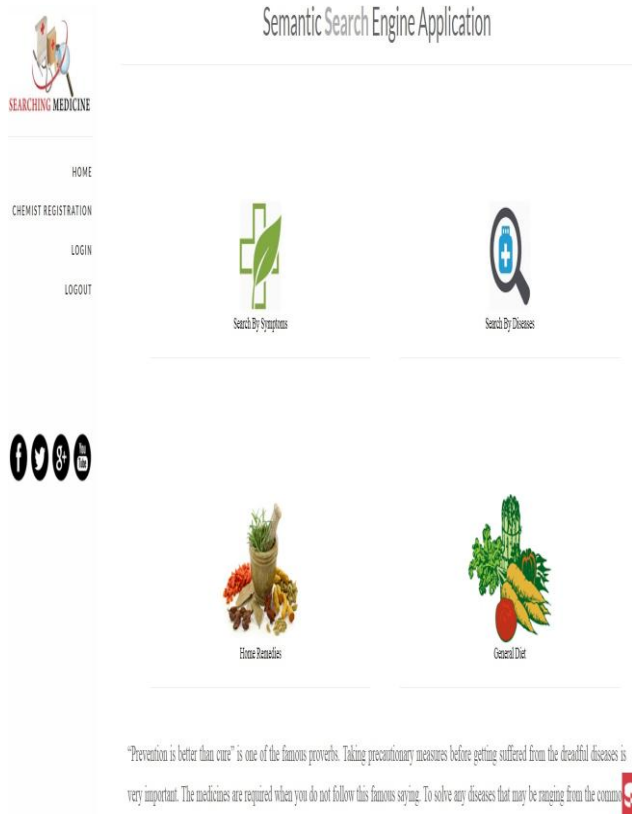 Semantic Search Engine Application
SEARCHING MEDICINE
HOME
CHEMIST REGISTRATION
LOGIN
LOGOUT
Search By Symptoms
Search By Diseases
f
8+
You
Tube
Home Remedies
General Diet
“Prevention is better than cure” is one of the famous proverbs. Taking precautionary measures before getting suffered from the dreadful diseases is
very important. The medicines are required when you do not follow this famous saying. To solve any diseases that may be ranging from the commo